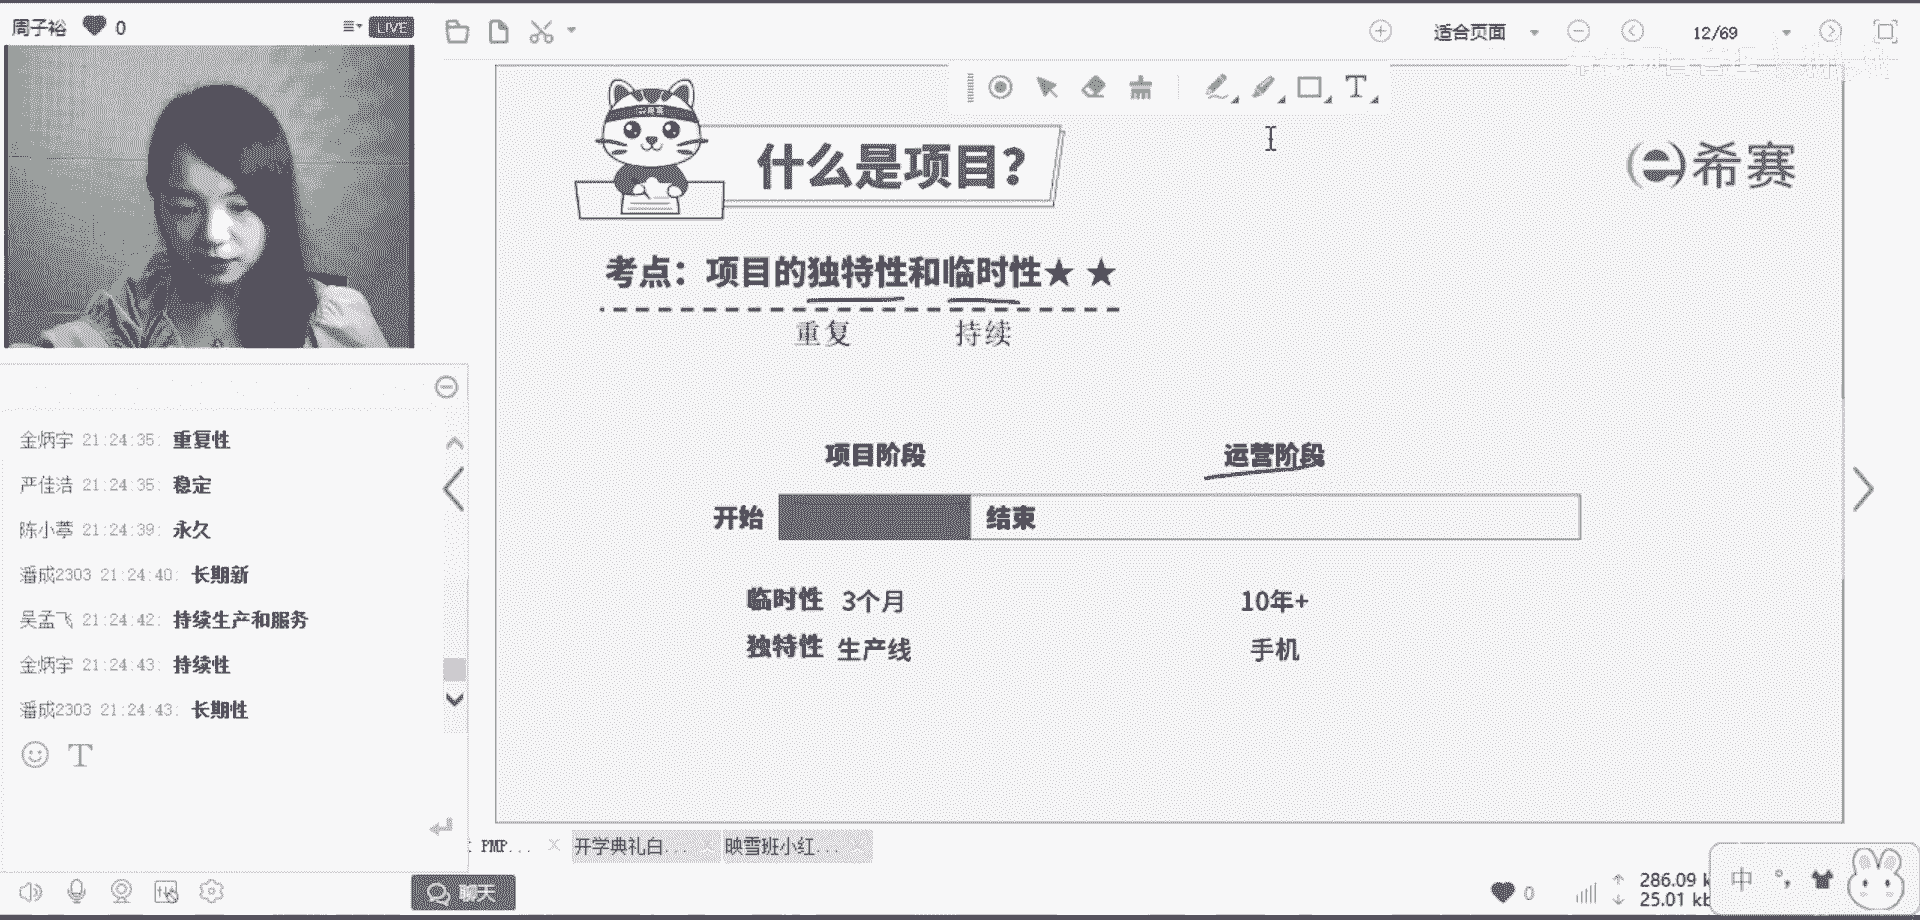 周子裕 0 LIVE
适合页面 12/69
什么是项目？
希赛
考点：项目的独特性和临时性★ ★
重复 持续
项目阶段 运营阶段
开始 结束
临时性 3个月 10年+
独特性 生产线 手机
金炳宇 21:24:35: 重复性
严佳浩 21:24:35: 稳定
陈小葶 21:24:39: 永久
潘成2303 21:24:40: 长期新
吴孟飞 21:24:42: 持续生产和服务
金炳宇 21:24:43: 持续性
潘成2303 21:24:43: 长期性
T
PMP... 开学典礼白... 映雪班小红...
聊天
0 286.09 k
25.01 kb
中